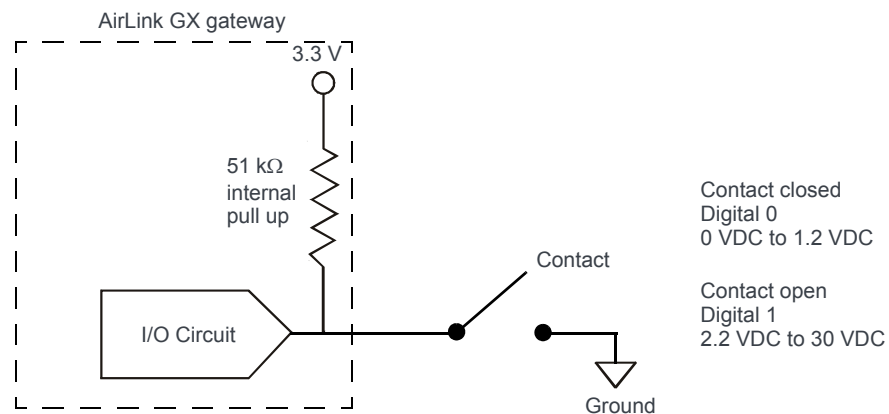 AirLink GX gateway
3.3 V
51 kΩ
internal
pull up
I/O Circuit
Contact
Ground
Contact closed
Digital 0
0 VDC to 1.2 VDC
Contact open
Digital 1
2.2 VDC to 30 VDC